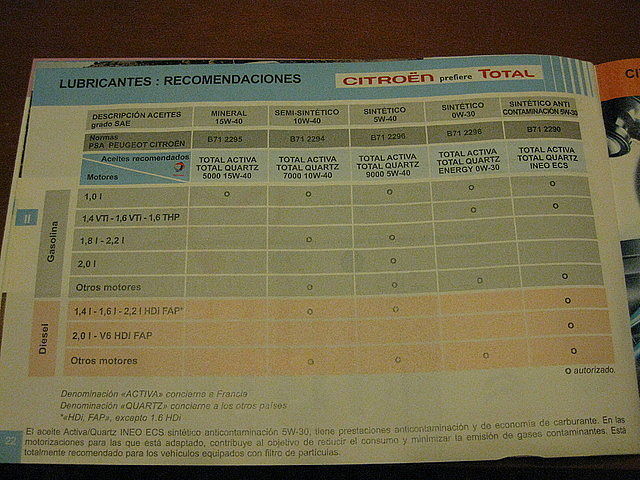 LUBRICANTES : RECOMENDACIONES
CITROËN prefiere TOTAL
DESCRIPCIÓN ACEITES grado SAE
MINERAL 15W-40
SEMI-SINTÉTICO 10W-40
SINTÉTICO 5W-40
SINTÉTICO 0W-30
SINTÉTICO ANTI CONTAMINACIÓN 5W-30
Normas PSA PEUGEOT CITROËN
B71 2295
B71 2294
B71 2296
B71 2296
B71 2290
Aceites recomendados
Motores
TOTAL ACTIVA TOTAL QUARTZ 5000 15W-40
TOTAL ACTIVA TOTAL QUARTZ 7000 10W-40
TOTAL ACTIVA TOTAL QUARTZ 9000 5W-40
TOTAL ACTIVA TOTAL QUARTZ ENERGY 0W-30
TOTAL ACTIVA TOTAL QUARTZ INEO ECS
II
Gasolina
1,0 l o o o o o
1,4 VTi - 1,6 VTi - 1,6 THP o o
1,8 l - 2,2 l o o
2,0 l o
Otros motores o o o o
Diesel
1,4 l - 1,6 l - 2,2 l HDi FAP* o o o
2,0 l - V6 HDi FAP o
Otros motores o o o o
o autorizado.
Denominación «ACTIVA» concierne a Francia
Denominación «QUARTZ» concierne a los otros países
*«HDi, FAP», excepto 1.6 HDi
22
El aceite Activa/Quartz INEO ECS sintético anticontaminación 5W-30, tiene prestaciones anticontaminación y de economía de carburante. En las
motorizaciones para las que está adaptado, contribuye al objetivo de reducir el consumo y minimizar la emisión de gases contaminantes. Está
totalmente recomendado para los vehículos equipados con filtro de partículas.